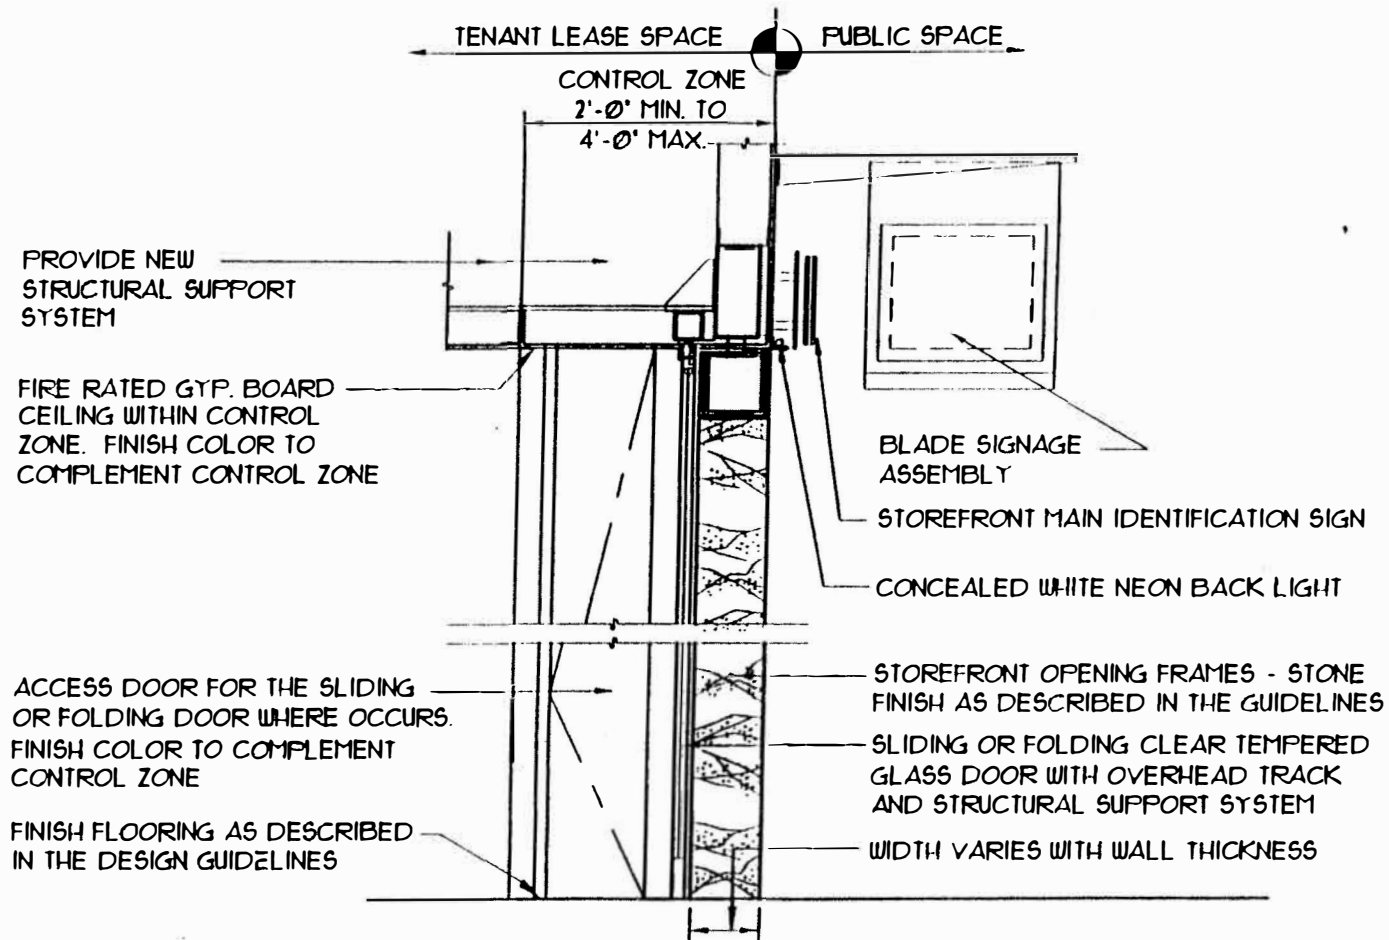 TENANT LEASE SPACE
PUBLIC SPACE
CONTROL ZONE
2'-0" MIN. TO
4'-0" MAX.
PROVIDE NEW
STRUCTURAL SUPPORT
SYSTEM
FIRE RATED GYP. BOARD
CEILING WITHIN CONTROL
ZONE. FINISH COLOR TO
COMPLEMENT CONTROL ZONE
BLADE SIGNAGE
ASSEMBLY
STOREFRONT MAIN IDENTIFICATION SIGN
CONCEALED WHITE NEON BACK LIGHT
ACCESS DOOR FOR THE SLIDING
OR FOLDING DOOR WHERE OCCURS.
FINISH COLOR TO COMPLEMENT
CONTROL ZONE
STOREFRONT OPENING FRAMES - STONE
FINISH AS DESCRIBED IN THE GUIDELINES
SLIDING OR FOLDING CLEAR TEMPERED
GLASS DOOR WITH OVERHEAD TRACK
AND STRUCTURAL SUPPORT SYSTEM
FINISH FLOORING AS DESCRIBED
IN THE DESIGN GUIDELINES
WIDTH VARIES WITH WALL THICKNESS